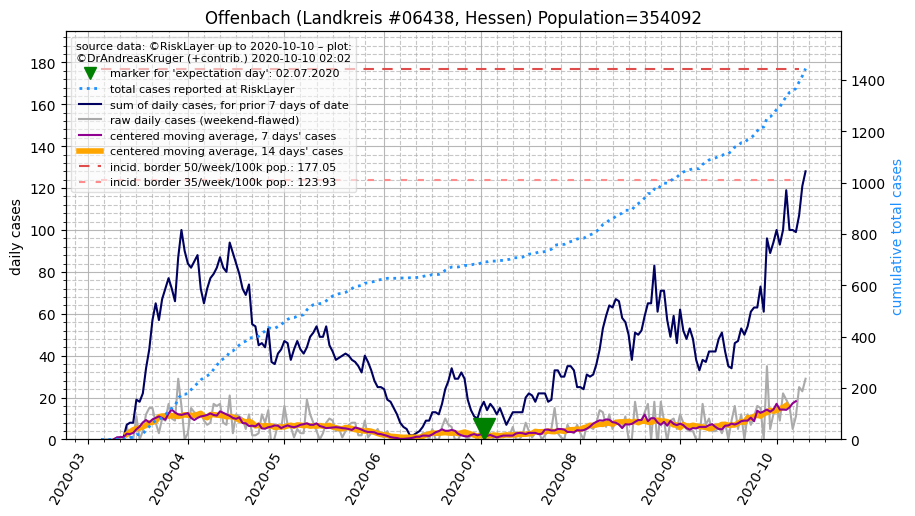 Offenbach (Landkreis #06438, Hessen) Population=354092
source data: ©RiskLayer up to 2020-10-10 – plot:
©DrAndreasKruger (+contrib.) 2020-10-10 02:02
marker for 'expectation day': 02.07.2020
total cases reported at RiskLayer
sum of daily cases, for prior 7 days of date
raw daily cases (weekend-flawed)
centered moving average, 7 days' cases
centered moving average, 14 days' cases
incid. border 50/week/100k pop.: 177.05
incid. border 35/week/100k pop.: 123.93
daily cases
180
160
140
120
100
80
60
40
20
0
cumulative total cases
1400
1200
1000
800
600
400
200
0
2020-03
2020-04
2020-05
2020-06
2020-07
2020-08
2020-09
2020-10